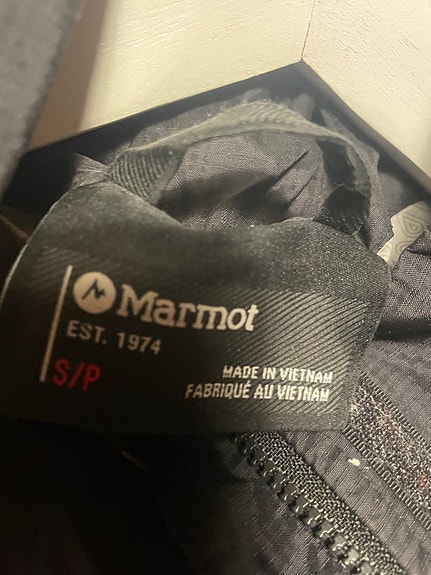 Marmot
EST. 1974
S/P
MADE IN VIETNAM
FABRIQUÉ AU VIETNAM